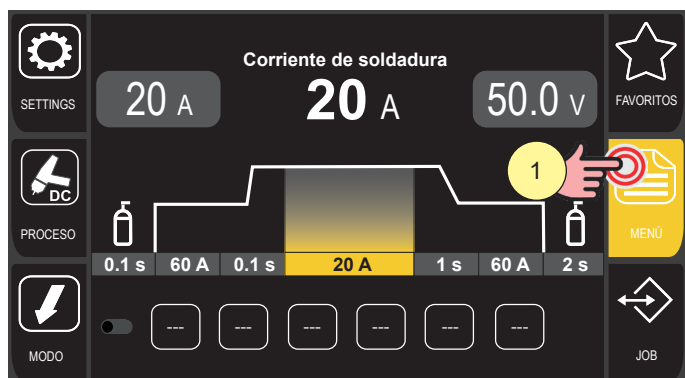 SETTINGS
PROCESO
DC
MODO
Corriente de soldadura
20 A
20 A
50.0 V
1
0.1 s 60 A 0.1 s 20 A 1 s 60 A 2 s
--- --- --- --- --- ---
FAVORITOS
MENÚ
JOB